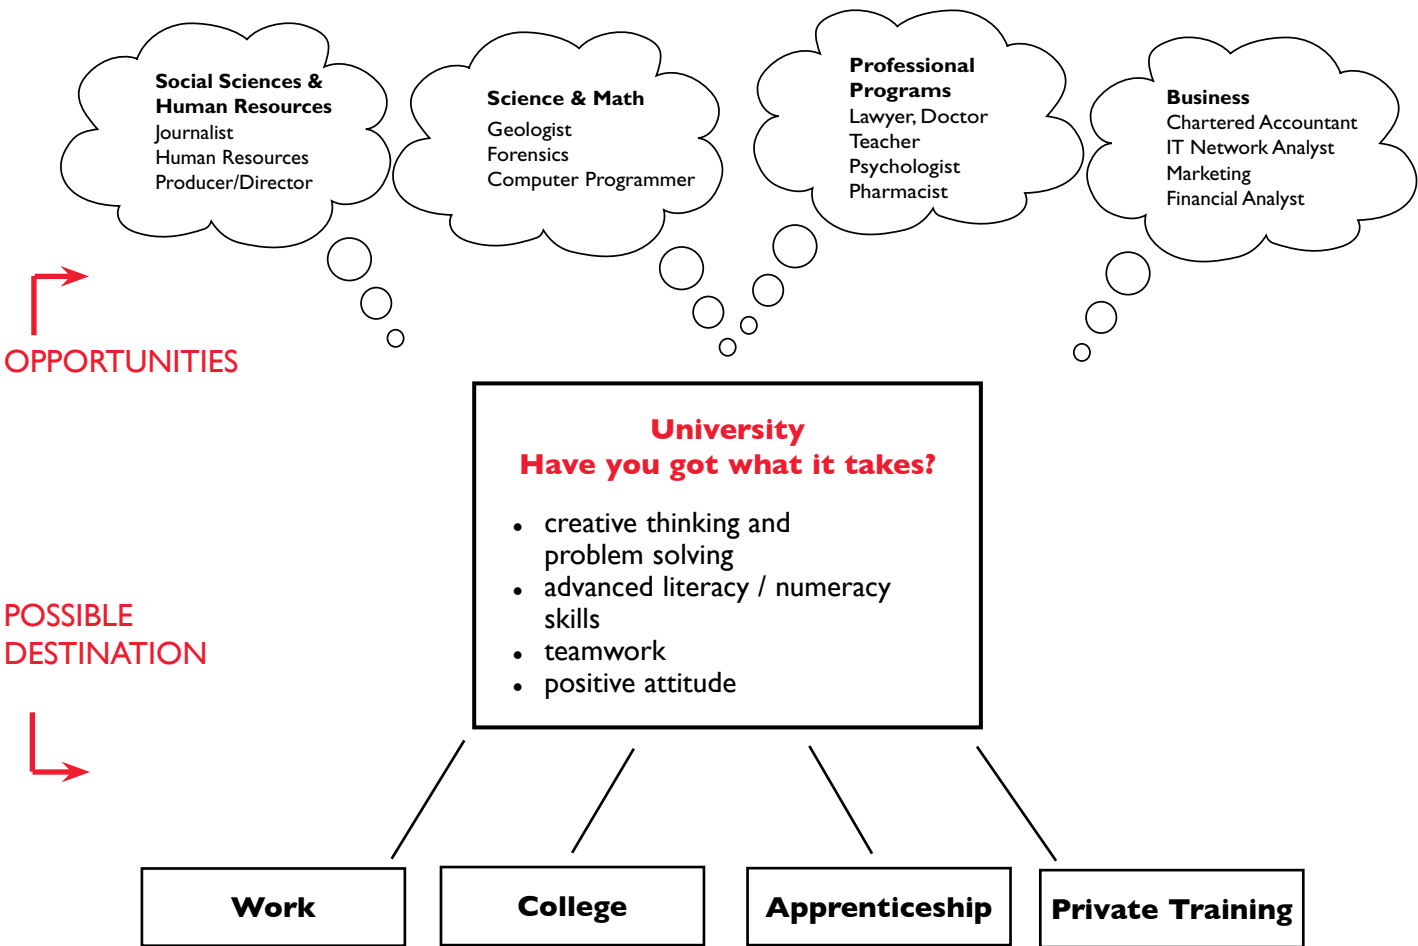 Social Sciences &
Human Resources
Journalist
Human Resources
Producer/Director
Science & Math
Geologist
Forensics
Computer Programmer
Professional
Programs
Lawyer, Doctor
Teacher
Psychologist
Pharmacist
Business
Chartered Accountant
IT Network Analyst
Marketing
Financial Analyst
OPPORTUNITIES
University
Have you got what it takes?
• creative thinking and
problem solving
• advanced literacy / numeracy
skills
• teamwork
• positive attitude
POSSIBLE
DESTINATION
Work
College
Apprenticeship
Private Training